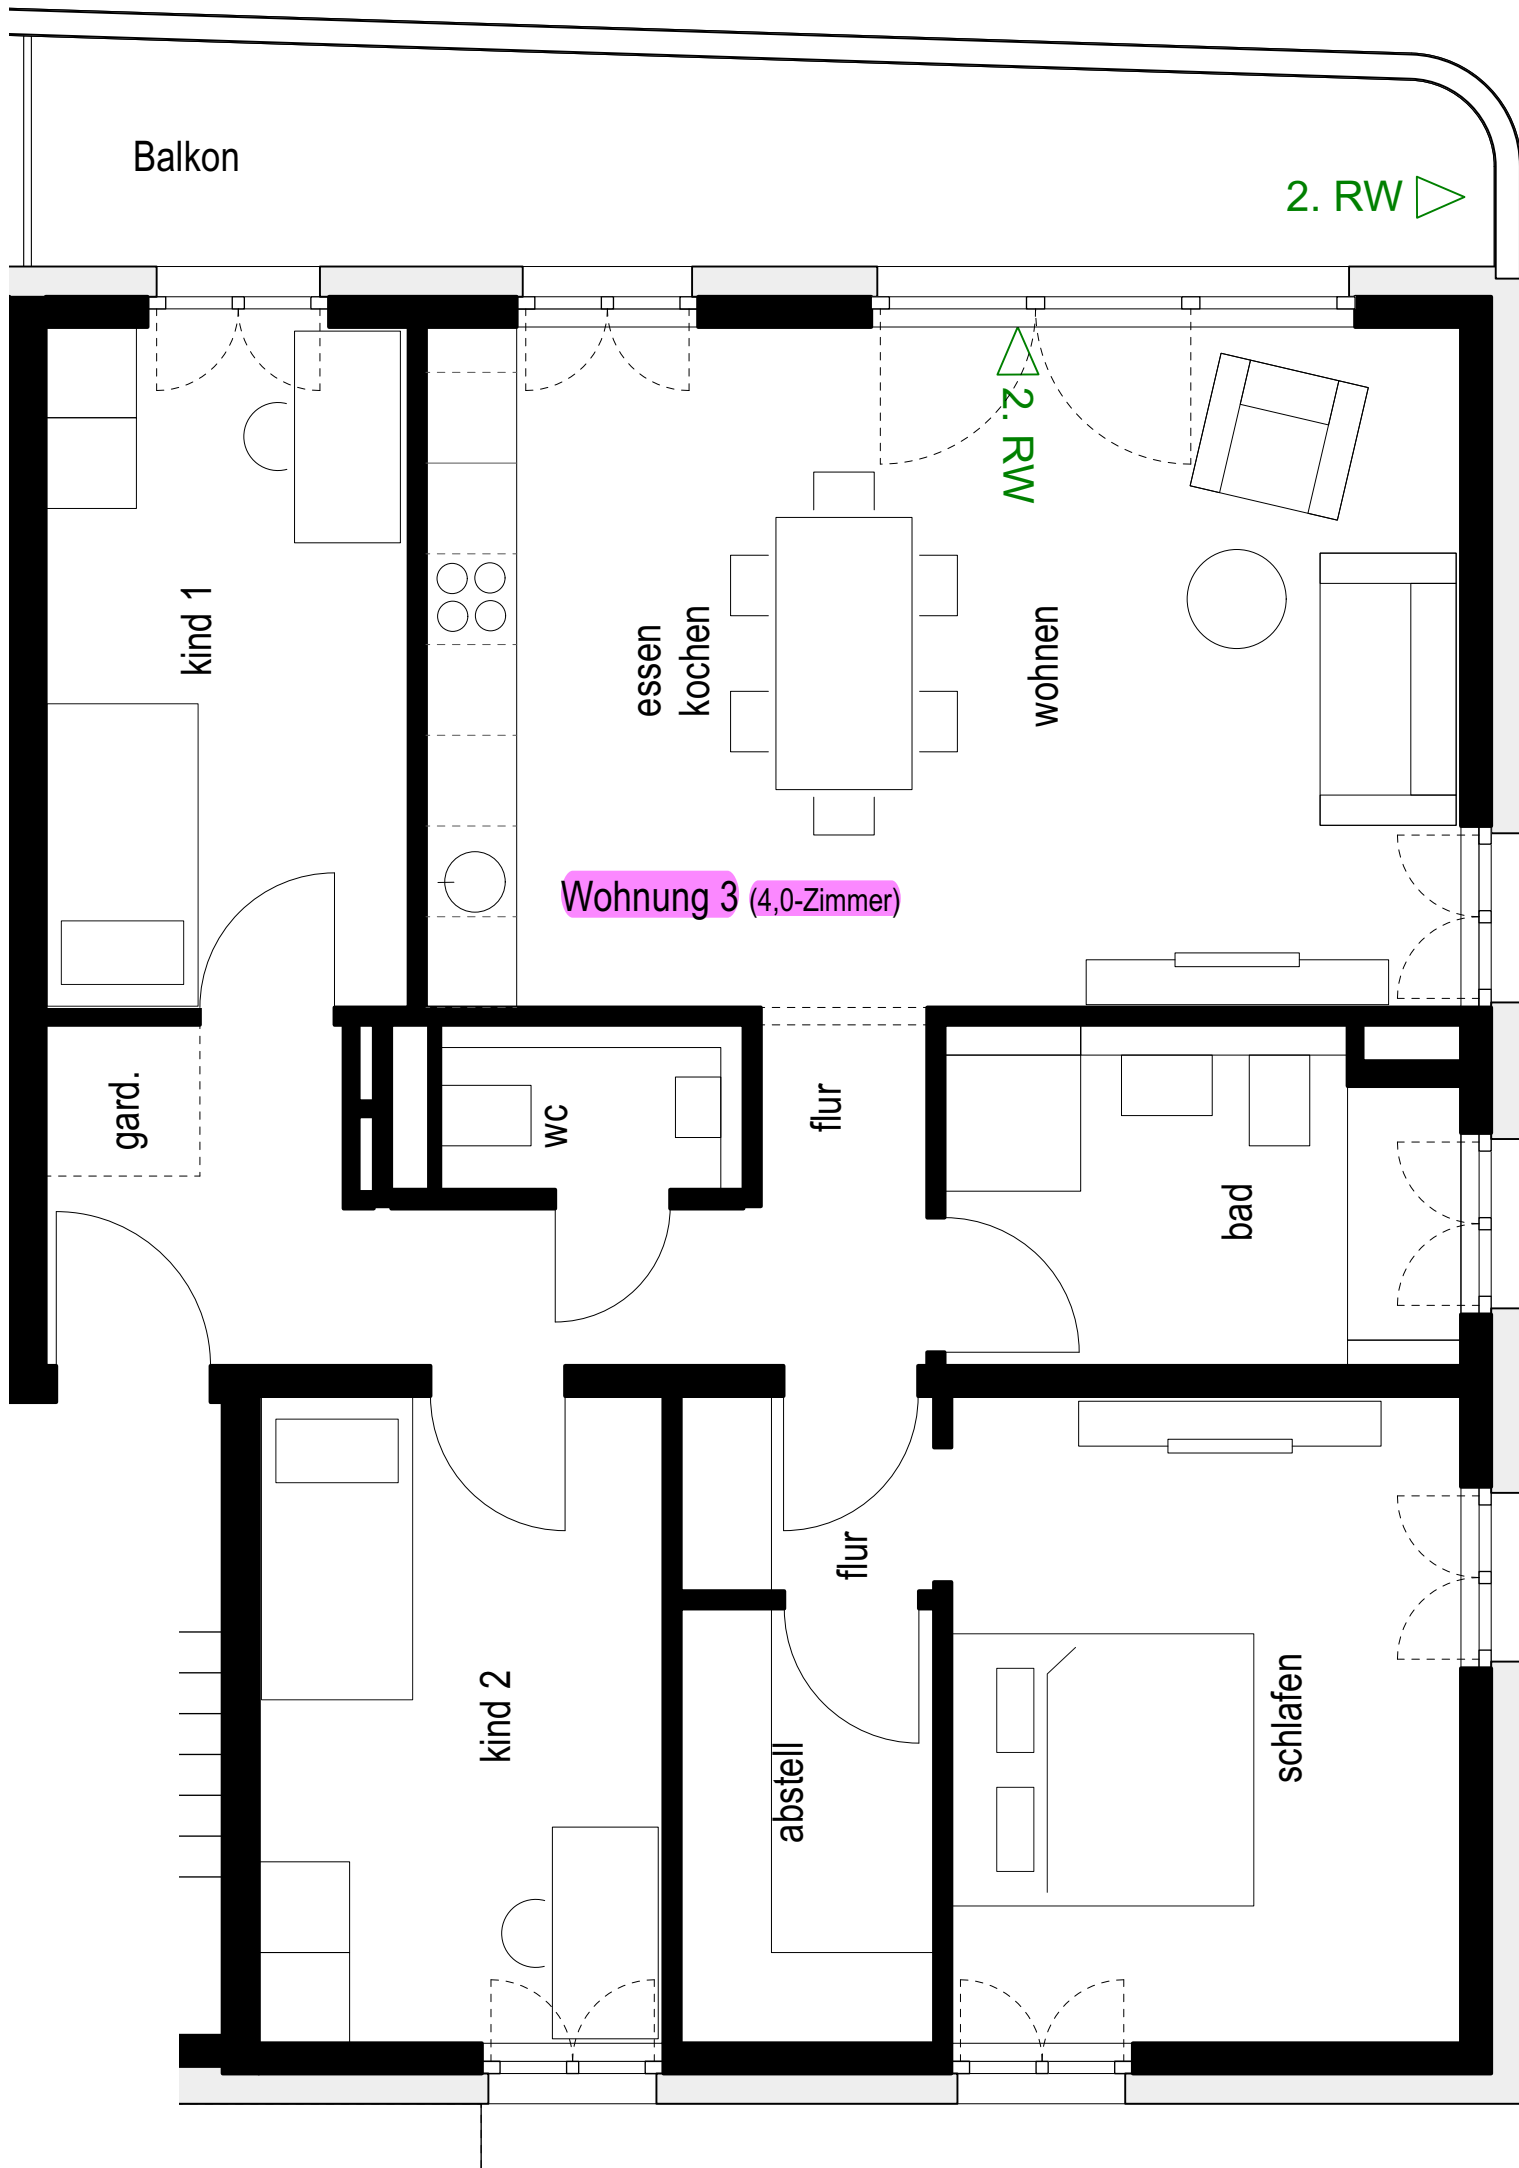 Balkon
2. RW
2. RW
kind 1
essen
kochen
wohnen
Wohnung 3 (4,0-Zimmer)
gard.
wc
flur
bad
flur
kind 2
abstell
schlafen